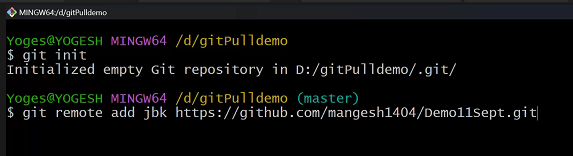 MINGW64:/d/gitPulldemo
Yoges@YOGESH MINGW64 /d/gitPulldemo
$ git init
Initialized empty Git repository in D:/gitPulldemo/.git/
Yoges@YOGESH MINGW64 /d/gitPulldemo (master)
$ git remote add jbk https://github.com/mangesh1404/Demo11Sept.git